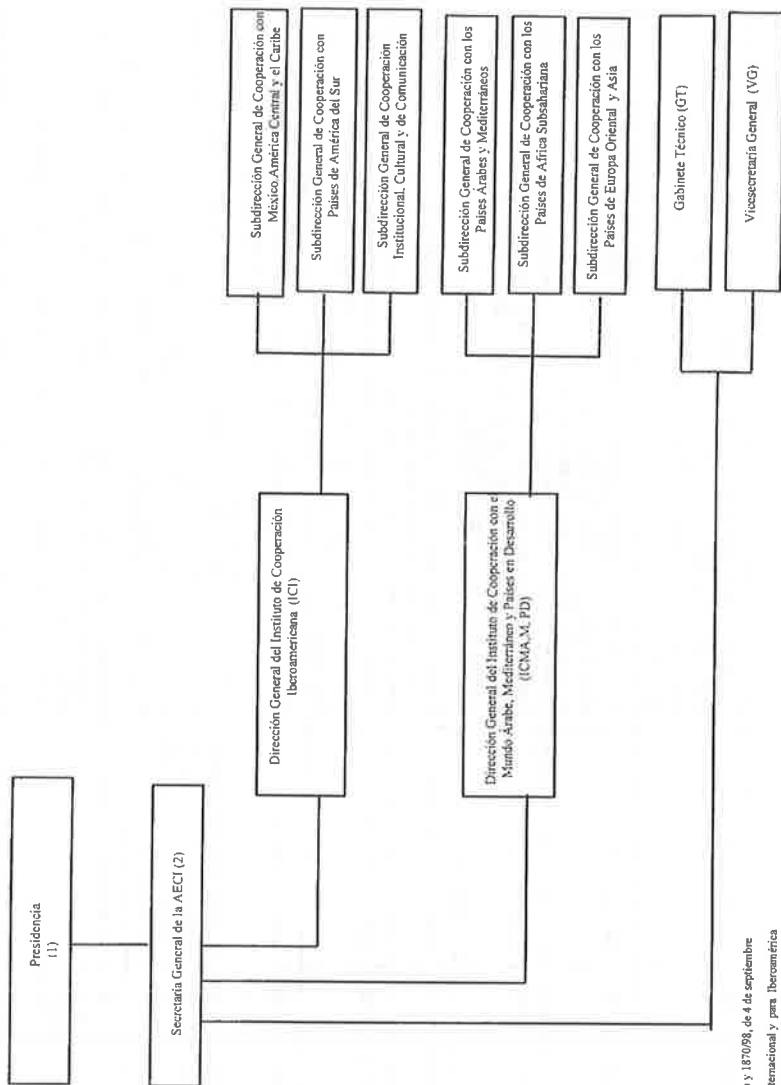 Presidencia
(1)
Secretaría General de la AECI (2)
Dirección General del Instituto de Cooperación
Iberoamericana (ICI)
Subdirección General de Cooperación con
México, América Central y el Caribe
Subdirección General de Cooperación con
Países de América del Sur
Subdirección General de Cooperación
Institucional, Cultural y de Comunicación
Dirección General del Instituto de Cooperación con e
Mundo Árabe, Mediterráneo y Países en Desarrollo
(ICMA,M, PD)
Subdirección General de Cooperación con los
Países Árabes y Mediterráneos
Subdirección General de Cooperación con los
Países de Africa Subsahariana
Subdirección General de Cooperación con los
Países de Europa Oriental y Asia
Gabinete Técnico (GT)
Vicesecretaría General (VG)
y 1870/98, de 4 de septiembre
ernacional y para Iberoamérica